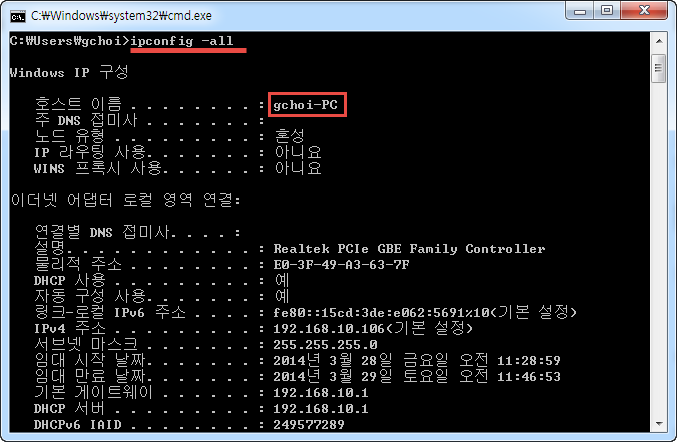 C:₩Windows₩system32₩cmd.exe
C:₩Users₩gchoi>ipconfig -all
Windows IP 구성
호스트 이름 . . . . . . . . : gchoi-PC
주 DNS 접미사 . . . . . . . :
노드 유형 . . . . . . . . . : 혼성
IP 라우팅 사용. . . . . . . : 아니요
WINS 프록시 사용. . . . . . : 아니요
이더넷 어댑터 로컬 영역 연결:
연결별 DNS 접미사. . . . :
설명. . . . . . . . . . . . : Realtek PCIe GBE Family Controller
물리적 주소 . . . . . . . . : E0-3F-49-A3-63-7F
DHCP 사용 . . . . . . . . . : 예
자동 구성 사용. . . . . . . : 예
링크-로컬 IPv6 주소 . . . . : fe80::15cd:3de:e062:5691%10(기본 설정)
IPv4 주소 . . . . . . . . . : 192.168.10.106(기본 설정)
서브넷 마스크 . . . . . . . : 255.255.255.0
임대 시작 날짜. . . . . . . : 2014년 3월 28일 금요일 오전 11:28:59
임대 만료 날짜. . . . . . . : 2014년 3월 29일 토요일 오전 11:46:53
기본 게이트웨이 . . . . . . : 192.168.10.1
DHCP 서버 . . . . . . . . . : 192.168.10.1
DHCPv6 IAID . . . . . . . . : 249577289